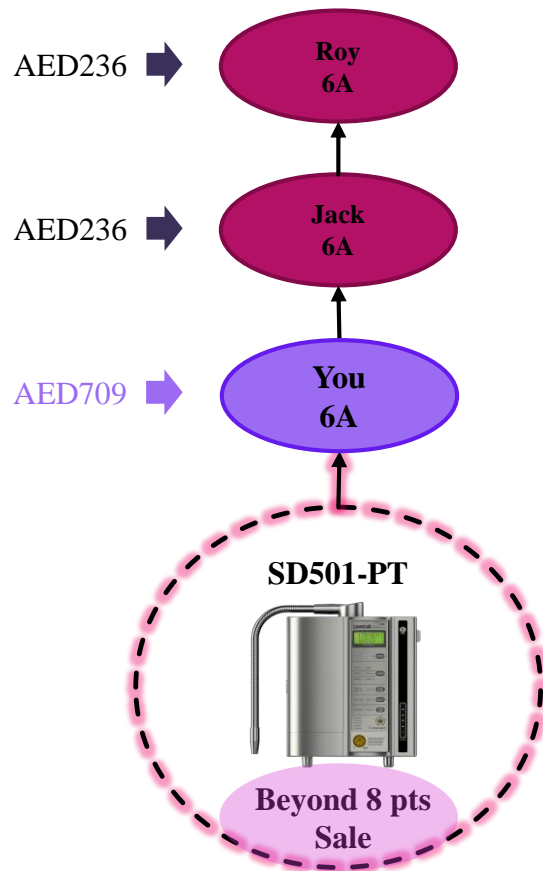 AED236
Roy
6A
AED236
Jack
6A
AED709
You
6A
SD501-PT
Beyond 8 pts
Sale